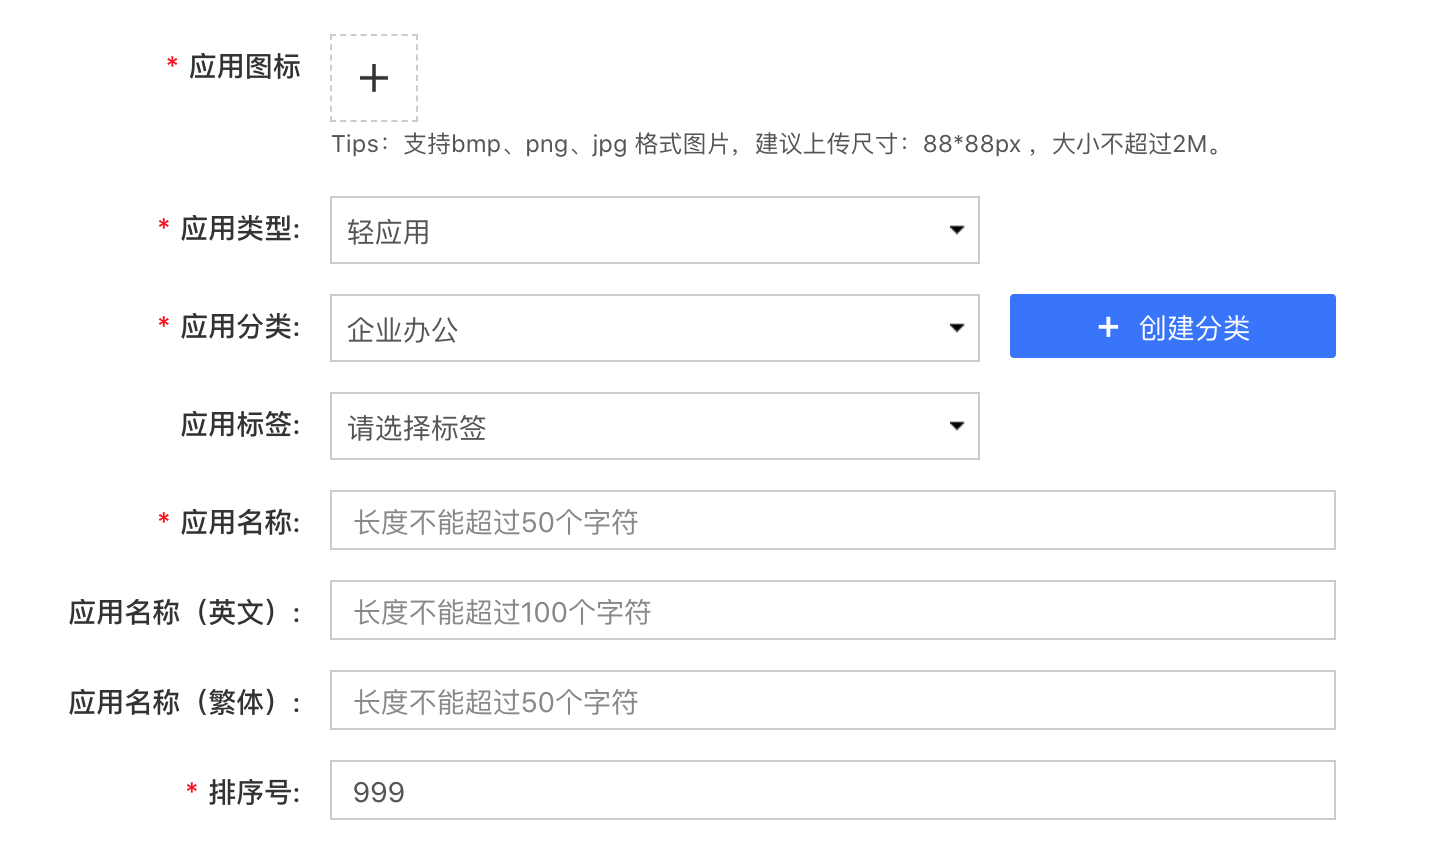 * 应用图标
Tips：支持bmp、png、jpg 格式图片，建议上传尺寸：88*88px ，大小不超过2M。
* 应用类型: 轻应用
* 应用分类: 企业办公 + 创建分类
应用标签: 请选择标签
* 应用名称: 长度不能超过50个字符
应用名称（英文）: 长度不能超过100个字符
应用名称（繁体）: 长度不能超过50个字符
* 排序号: 999